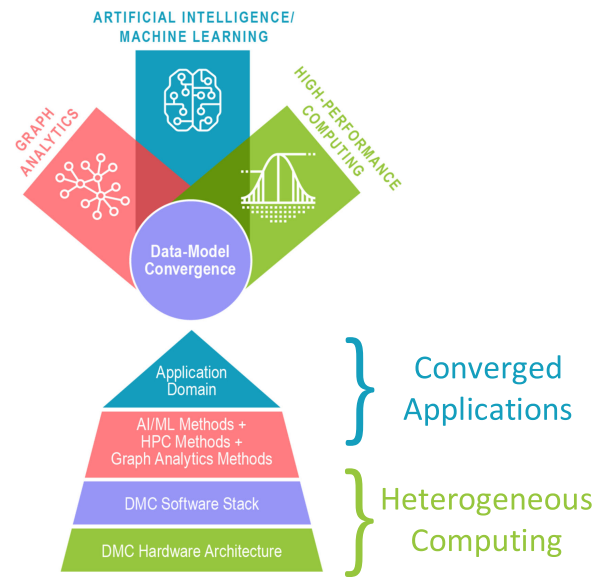 ARTIFICIAL INTELLIGENCE/
MACHINE LEARNING
GRAPH
ANALYTICS
HIGH-PERFORMANCE
COMPUTING
Data-Model
Convergence
Application
Domain
AI/ML Methods +
HPC Methods +
Graph Analytics Methods
DMC Software Stack
DMC Hardware Architecture
Converged
Applications
Heterogeneous
Computing